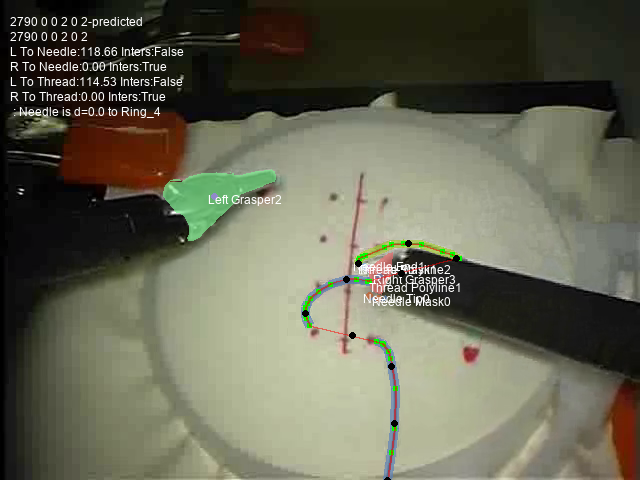 2790 0 0 2 0 2-predicted
2790 0 0 2 0 2
L To Needle:118.66 Inters:False
R To Needle:0.00 Inters:True
L To Thread:114.53 Inters:False
R To Thread:0.00 Inters:True
: Needle is d=0.0 to Ring_4
Left Grasper2
Right Grasper3
Thread Polyline1
Needle Tip0
Needle Mask0